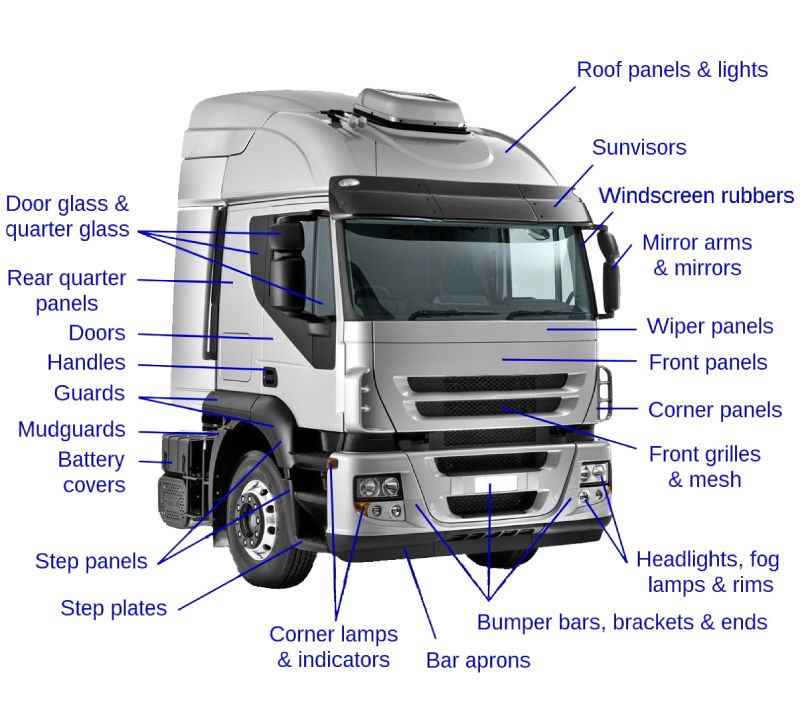 Roof panels & lights
Sunvisors
Windscreen rubbers
Door glass &
quarter glass
Mirror arms
& mirrors
Rear quarter
panels
Wiper panels
Doors
Handles
Front panels
Guards
Corner panels
Mudguards
Front grilles
& mesh
Battery
covers
Step panels
Headlights, fog
lamps & rims
Step plates
Bumper bars, brackets & ends
Corner lamps
& indicators
Bar aprons